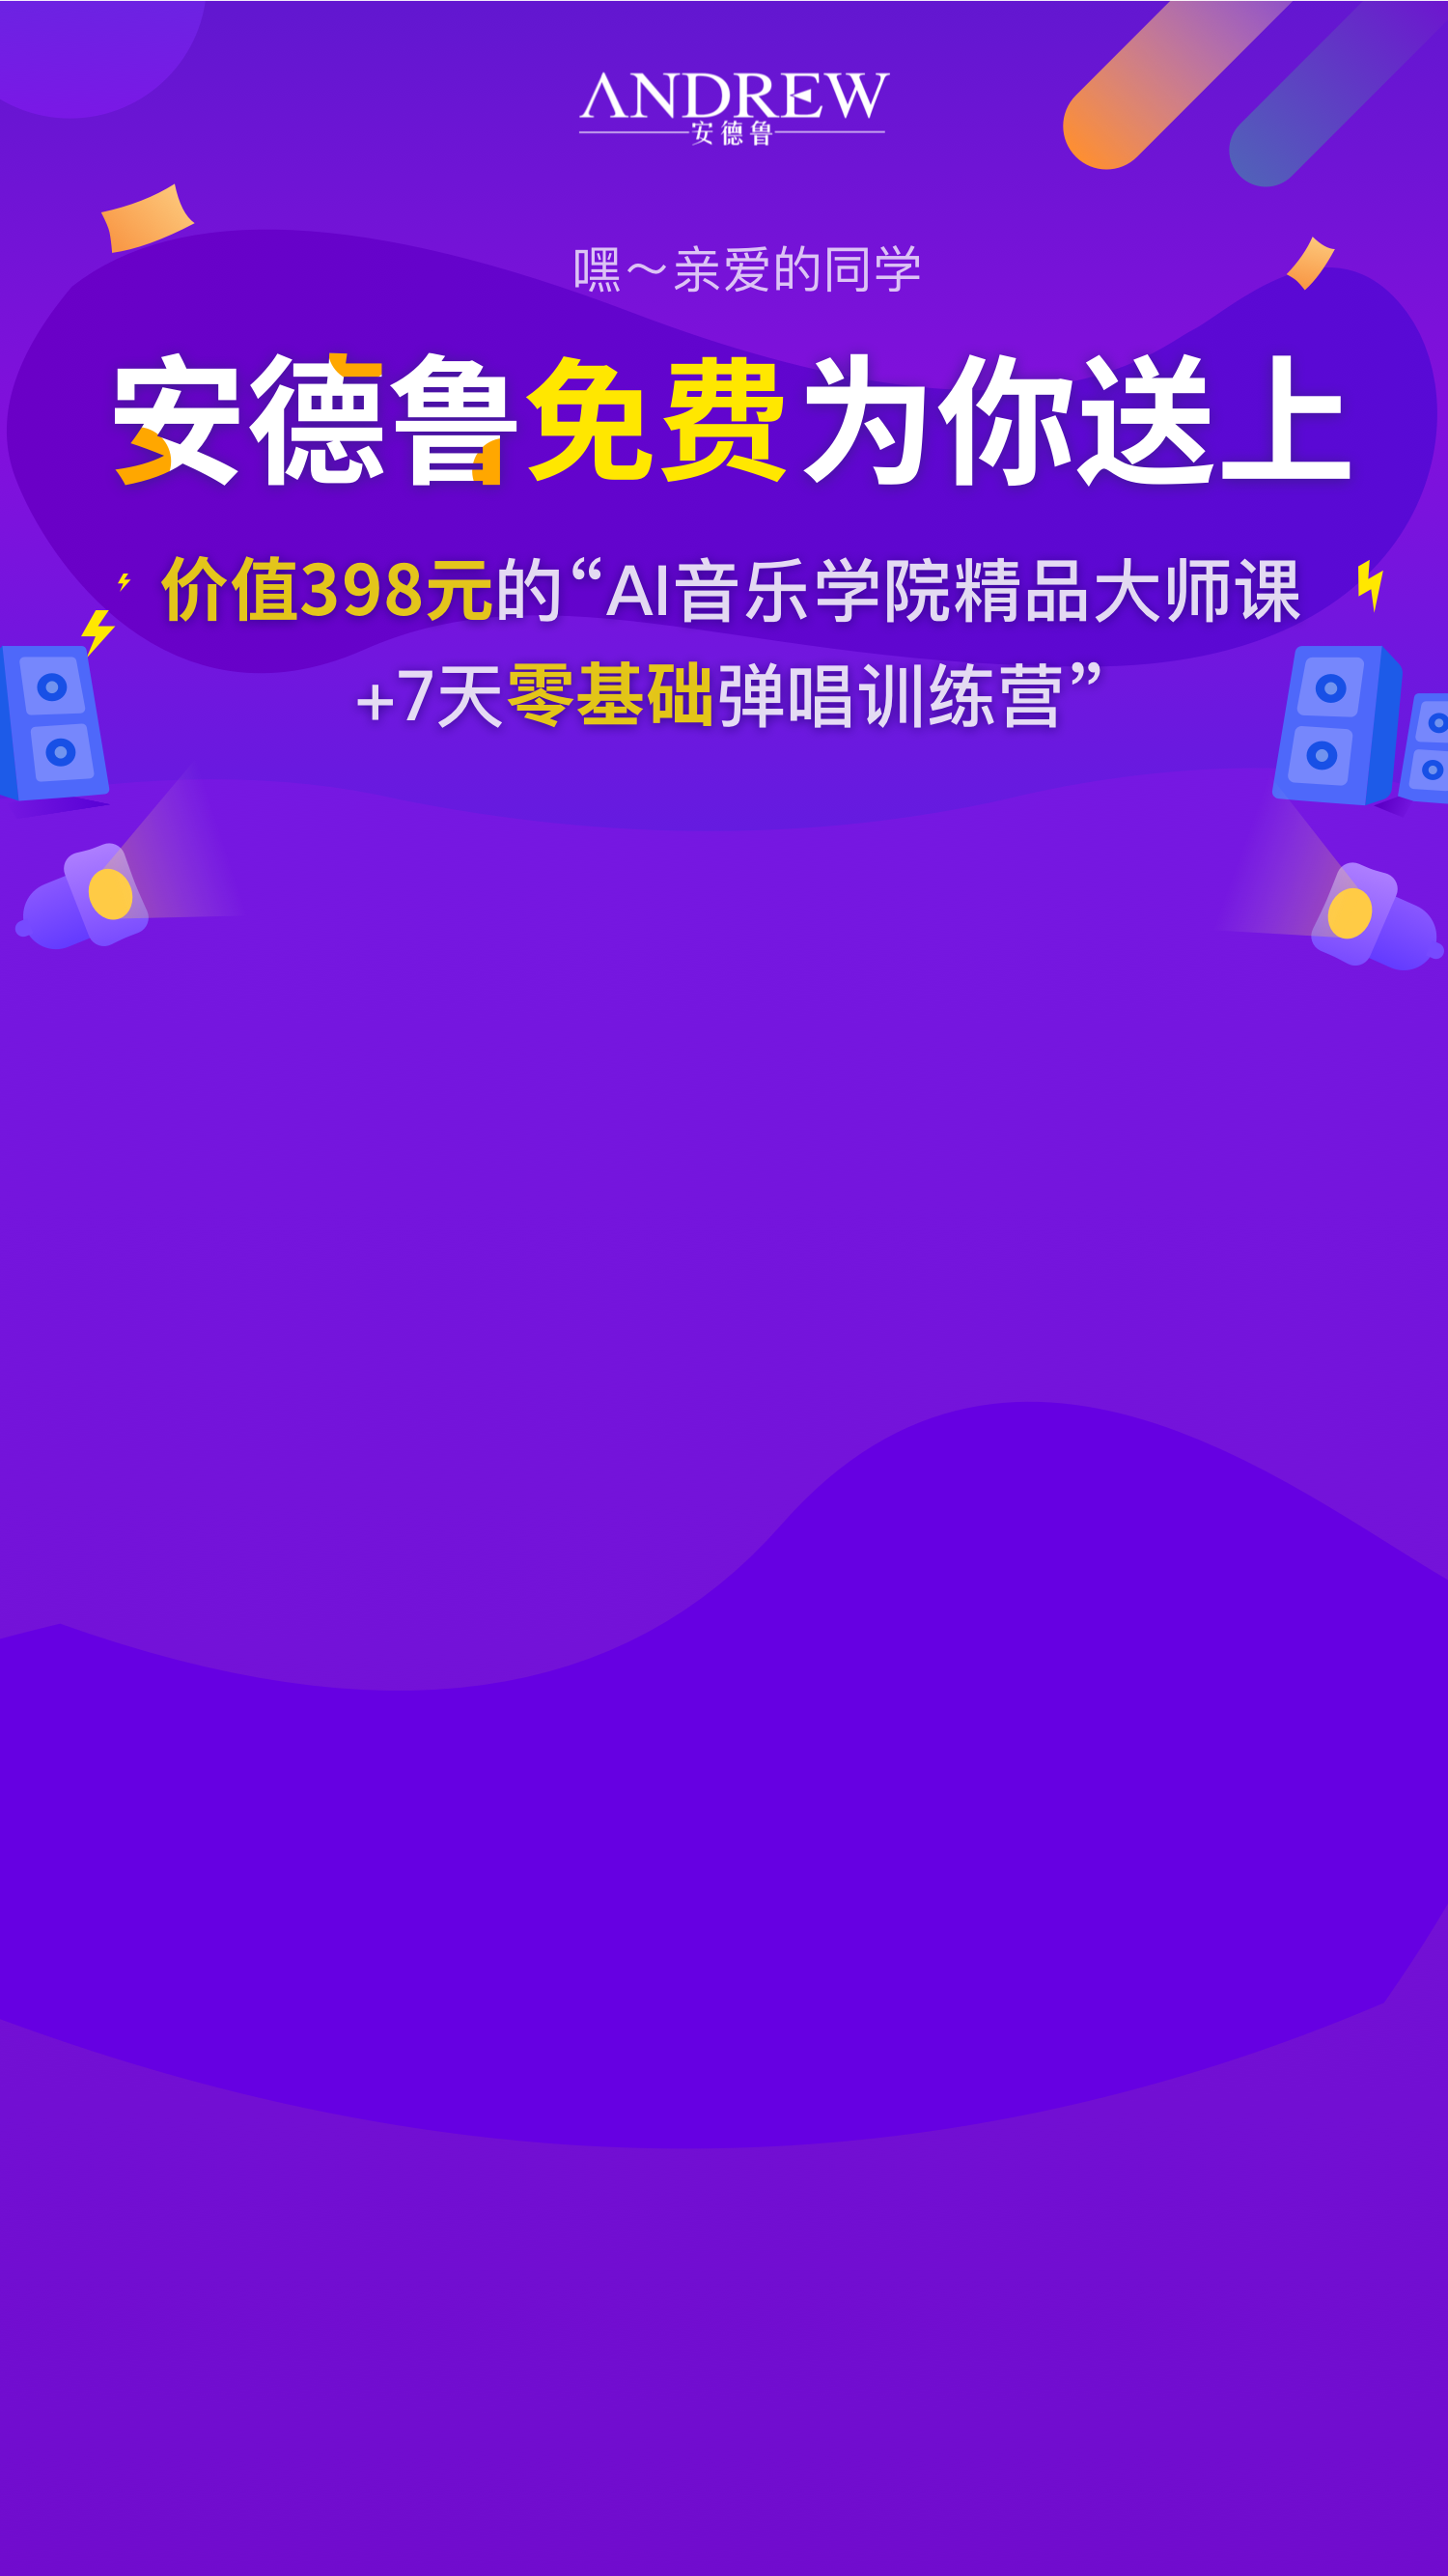 ANDREW
安德鲁
嘿～亲爱的同学
安德鲁免费为你送上
价值398元的“AI音乐学院精品大师课
+7天零基础弹唱训练营”